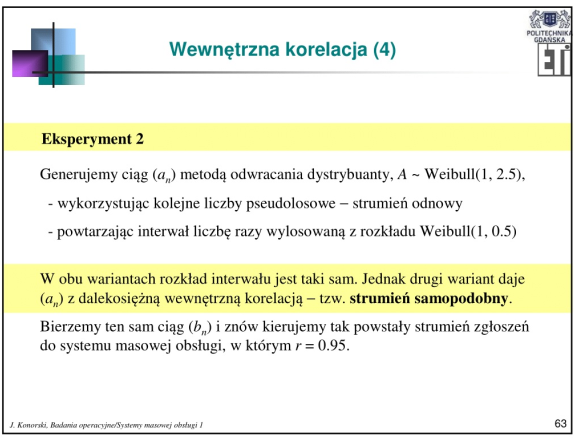 Wewnętrzna korelacja (4)
POLITECHNIKA
GDAŃSKA
ETI
Eksperyment 2
Generujemy ciąg (aₙ) metodą odwracania dystrybuanty, A ~ Weibull(1, 2.5),
- wykorzystując kolejne liczby pseudolosowe – strumień odnowy
- powtarzając interwał liczbę razy wylosowaną z rozkładu Weibull(1, 0.5)
W obu wariantach rozkład interwału jest taki sam. Jednak drugi wariant daje
(aₙ) z dalekosiężną wewnętrzną korelacją – tzw. strumień samopodobny.
Bierzemy ten sam ciąg (bₙ) i znów kierujemy tak powstały strumień zgłoszeń
do systemu masowej obsługi, w którym r = 0.95.
J. Konorski, Badania operacyjne/Systemy masowej obsługi 1
63